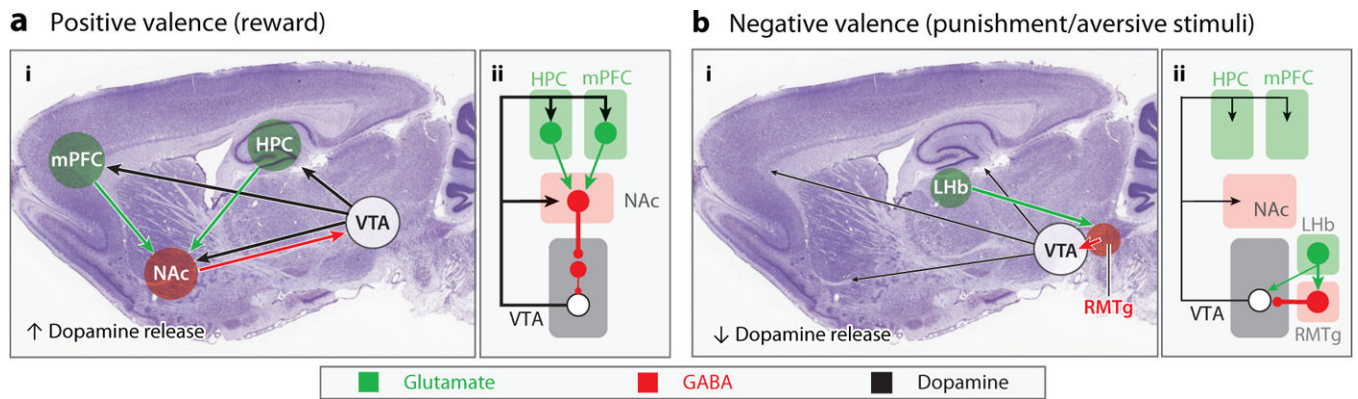 a Positive valence (reward)
i
mPFC
HPC
NAc
VTA
↑ Dopamine release
ii
HPC mPFC
NAc
VTA
b Negative valence (punishment/aversive stimuli)
i
LHb
VTA
RMTg
↓ Dopamine release
ii
HPC mPFC
NAc
LHb
VTA
RMTg
Glutamate GABA Dopamine